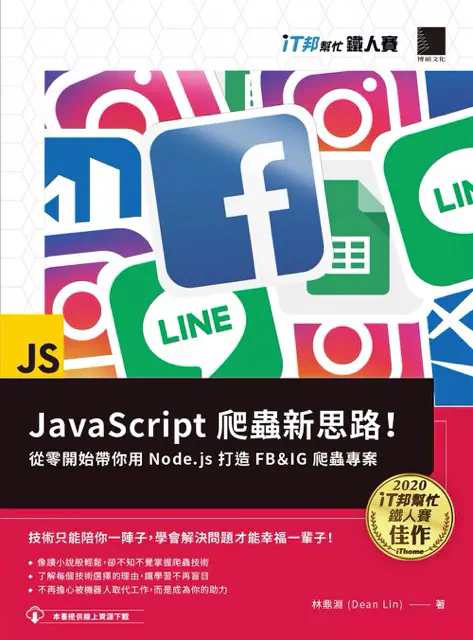 iT邦幫忙 鐵人賽
博碩文化
LINE
LIN
JS
JavaScript 爬蟲新思路！
從零開始帶你用 Node.js 打造 FB&IG 爬蟲專案
2020
iT邦幫忙
鐵人賽
佳作
iThome
技術只能陪你一陣子，學會解決問題才能幸福一輩子！
像讀小說般輕鬆，卻不知不覺掌握爬蟲技術
了解每個技術選擇的理由，讓學習不再盲目
不再擔心被機器人取代工作，而是成為你的助力
本書提供線上資源下載
林鼎淵 (Dean Lin) 著